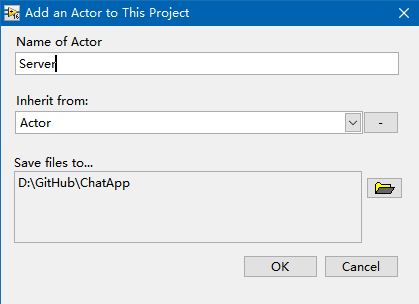 Add an Actor to This Project
Name of Actor
Server
Inherit from:
Actor
-
Save files to...
D:\GitHub\ChatApp
OK
Cancel